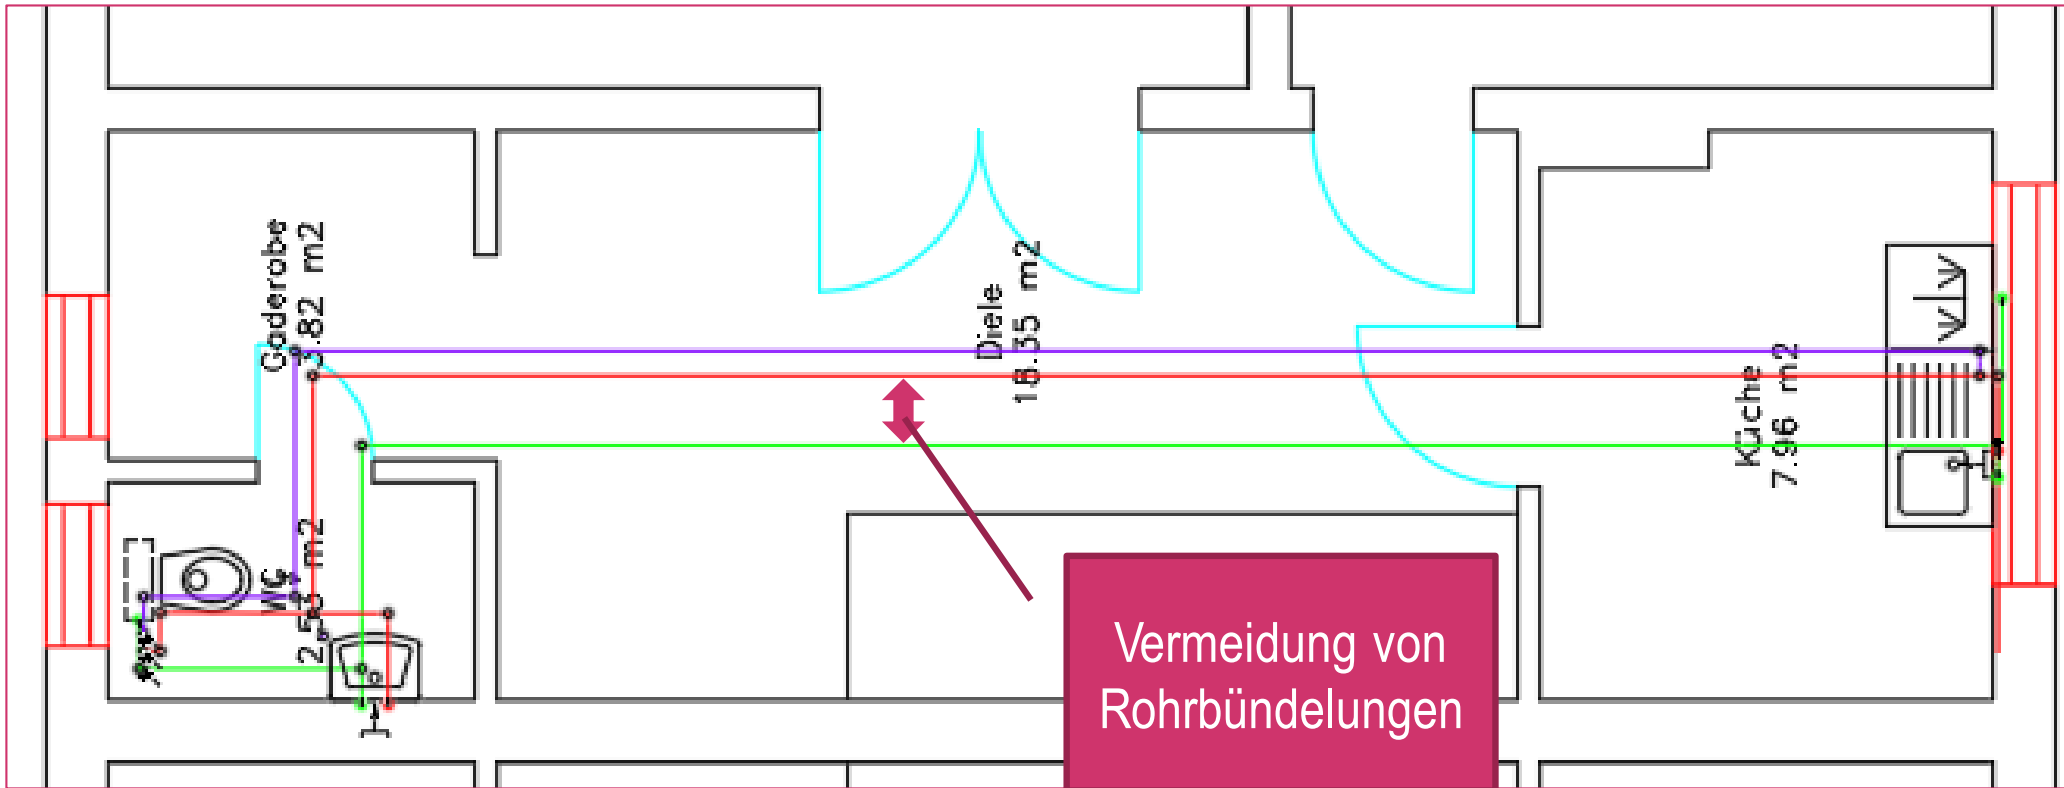 Gaderobe
3.82 m2
Diele
18.35 m2
Küche
7.96 m2
WC
2.53 m2
Vermeidung von
Rohrbündelungen